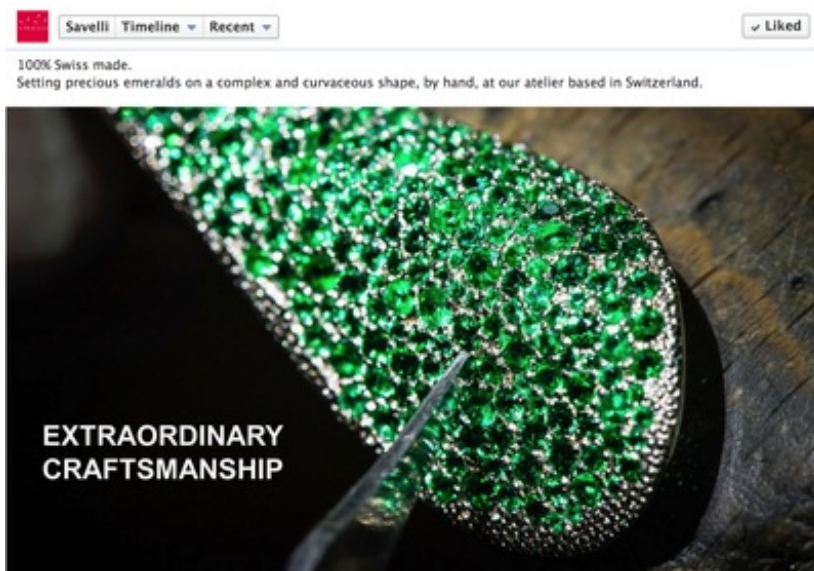 Savelli Timeline Recent Liked
100% Swiss made.
Setting precious emeralds on a complex and curvaceous shape, by hand, at our atelier based in Switzerland.
EXTRAORDINARY
CRAFTSMANSHIP